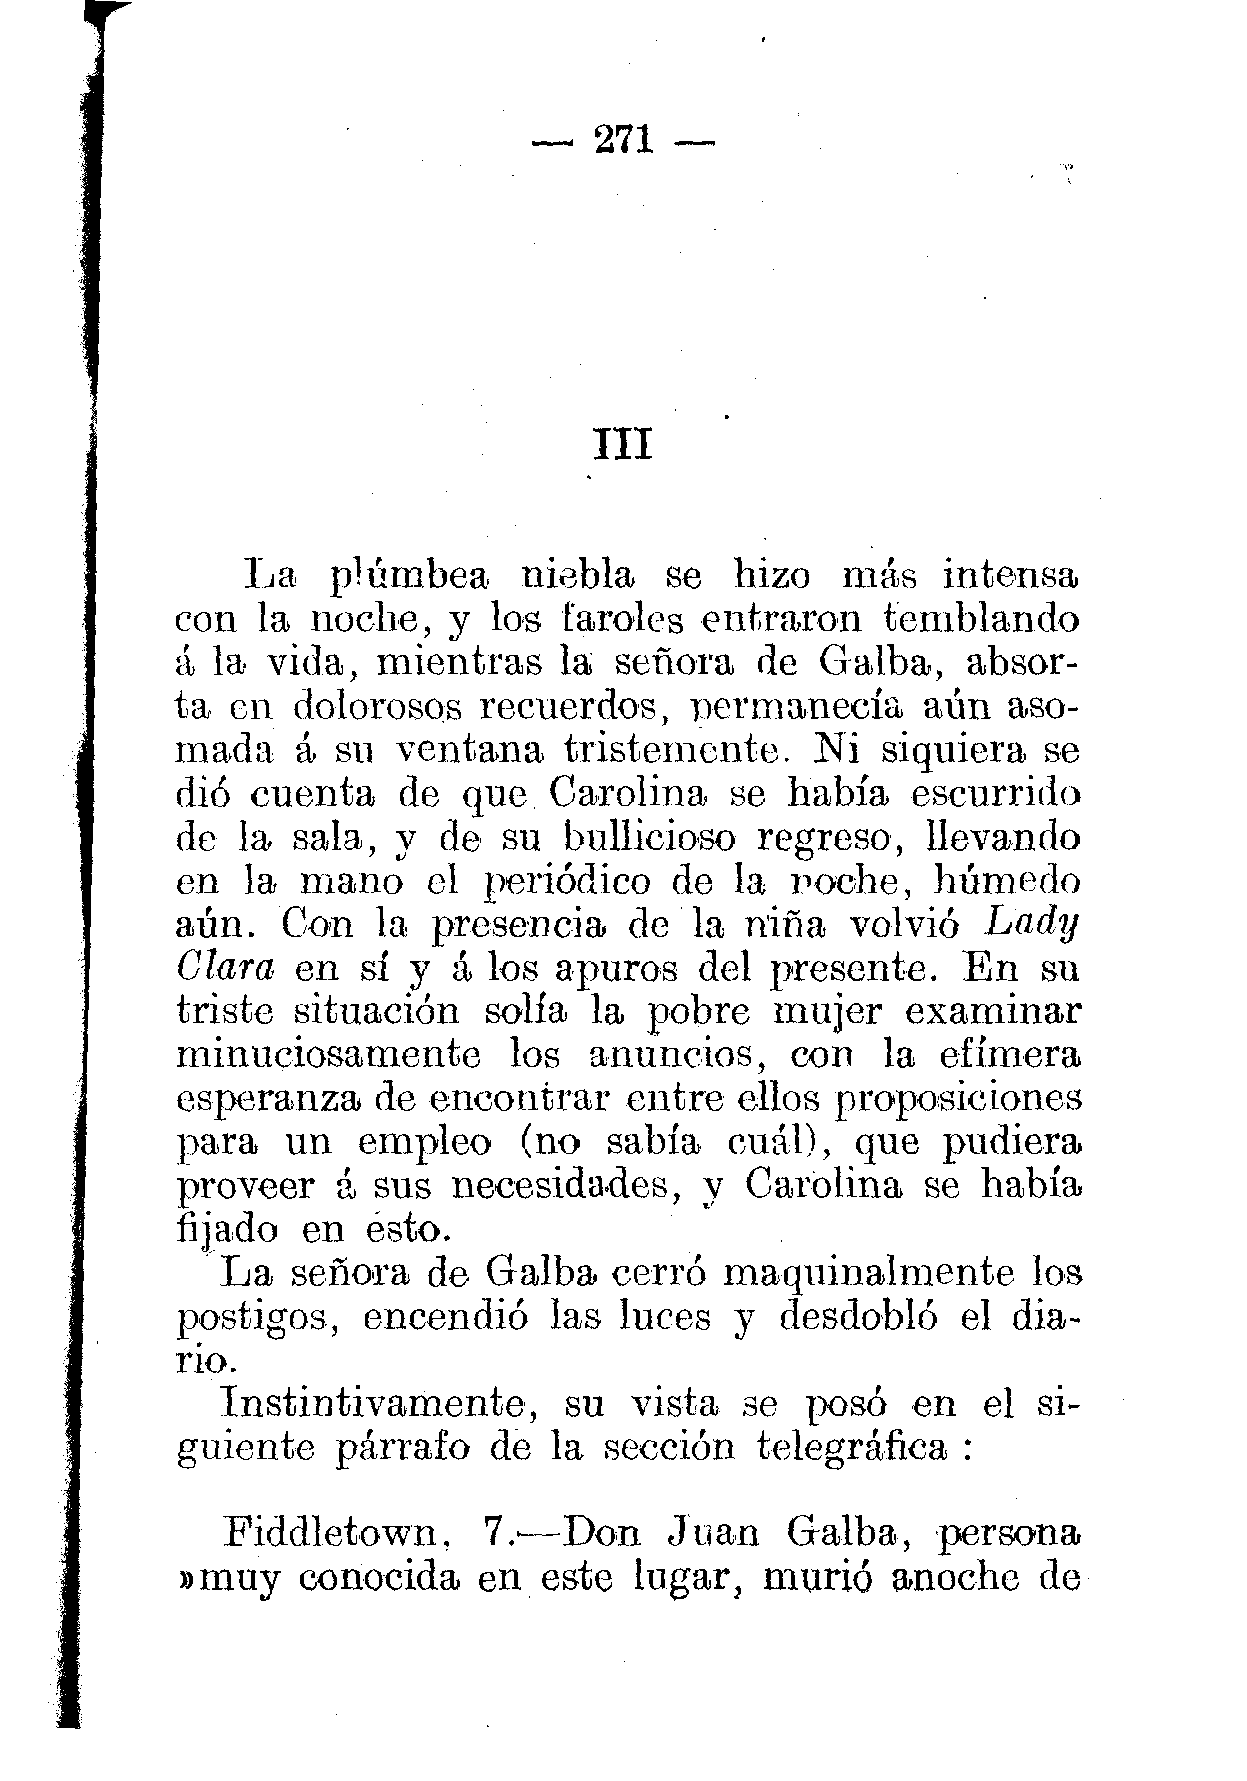 — 271 —
III
La plúmbea niebla se hizo más intensa
con la noche, y los faroles entraron temblando
á la vida, mientras la señora de Galba, absor-
ta en dolorosos recuerdos, permanecía aún aso-
mada á su ventana tristemente. Ni siquiera se
dió cuenta de que Carolina se había escurrido
de la sala, y de su bullicioso regreso, llevando
en la mano el periódico de la noche, húmedo
aún. Con la presencia de la niña volvió Lady
Clara en sí y á los apuros del presente. En su
triste situación solía la pobre mujer examinar
minuciosamente los anuncios, con la efímera
esperanza de encontrar entre ellos proposiciones
para un empleo (no sabía cuál), que pudiera
proveer á sus necesidades, y Carolina se había
fijado en ésto.
La señora de Galba cerró maquinalmente los
postigos, encendió las luces y desdobló el dia-
rio.
Instintivamente, su vista se posó en el si-
guiente párrafo de la sección telegráfica :
Fiddletown, 7.—Don Juan Galba, persona
»muy conocida en este lugar, murió anoche de